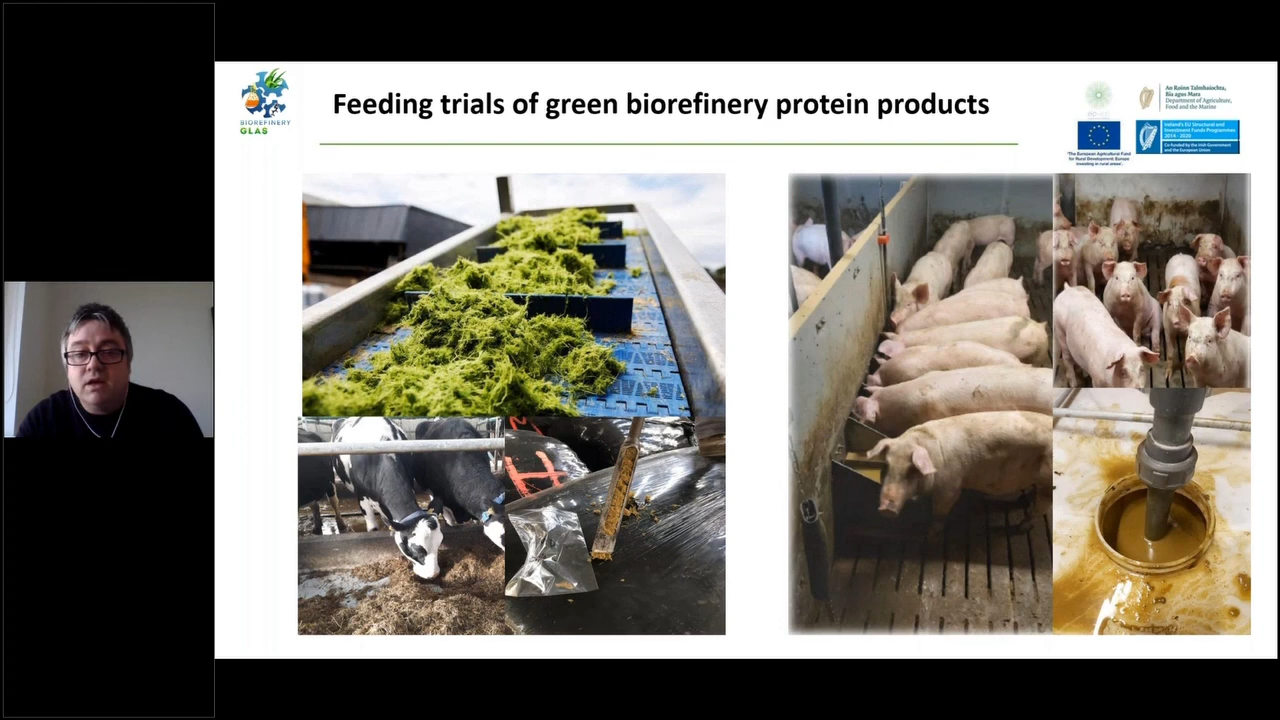 Feeding trials of green biorefinery protein products
BIOREFINERY
GLAS
An Roinn Talmhaíochta,
Bia agus Mara
Department of Agriculture,
Food and the Marine
Ireland's EU Structural and
Investment Funds Programmes
2014 - 2020
Co-funded by the Irish Government
and the European Union
'The European Agricultural Fund
for Rural Development: Europe
investing in rural areas'.